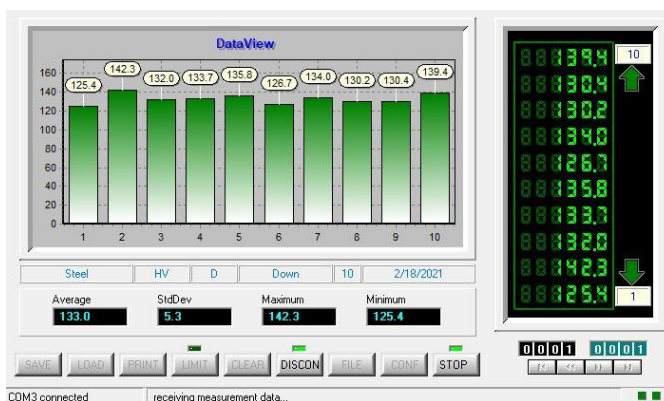 DataView
125.4 142.3 132.0 133.7 135.8 126.7 134.0 130.2 130.4 139.4
160
140
120
100
80
60
40
20
0
1 2 3 4 5 6 7 8 9 10
Steel HV D Down 10 2/18/2021
Average StdDev Maximum Minimum
133.0 5.3 142.3 125.4
SAVE LOAD PRINT LIMIT CLEAR DISCON FILE CONF STOP
COM3 connected receiving measurement data...
139.4 10
130.4
130.2
134.0
126.7
135.8
133.7
132.0
142.3
125.4 1
0001 0001